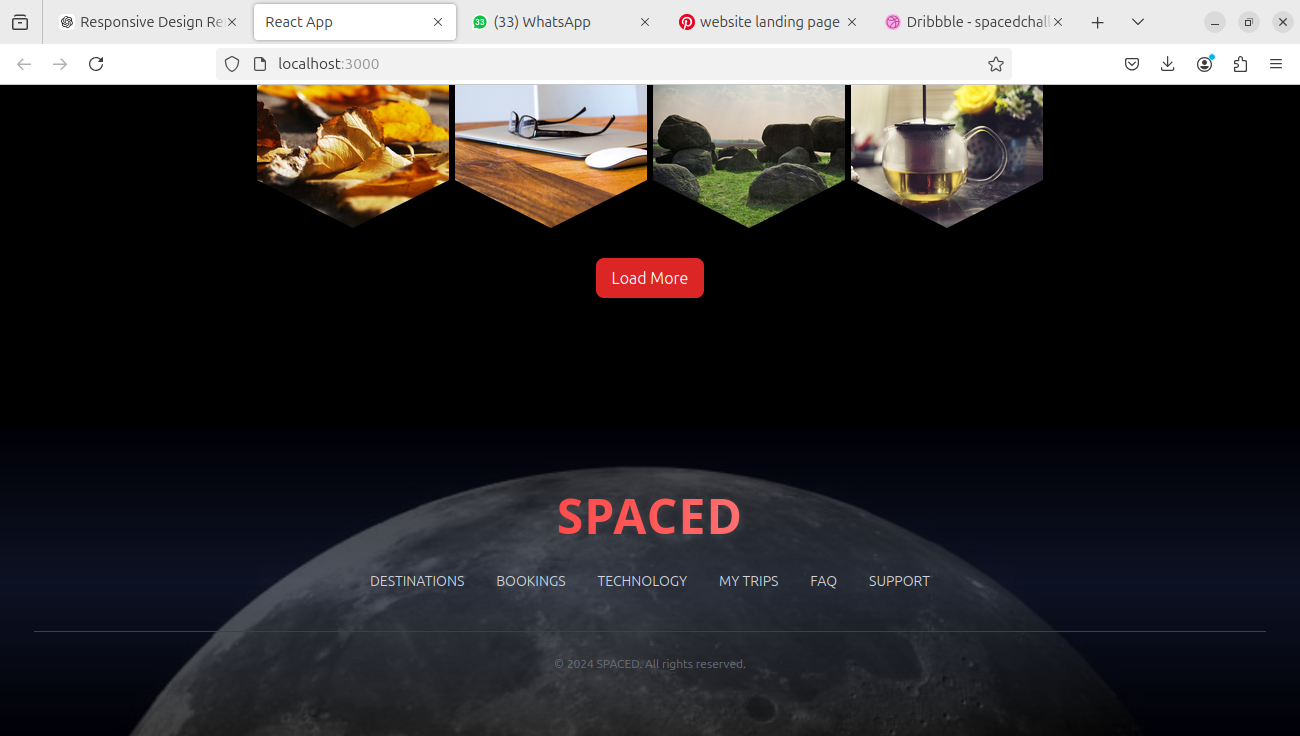 Responsive Design Re
React App
33
(33) WhatsApp
website landing page
Dribbble - spacedchall
localhost:3000
Load More
SPACED
DESTINATIONS BOOKINGS TECHNOLOGY MY TRIPS FAQ SUPPORT
© 2024 SPACED. All rights reserved.